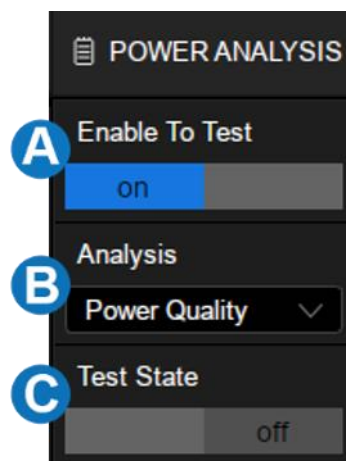 POWER ANALYSIS
A
Enable To Test
on
B
Analysis
Power Quality
C
Test State
off